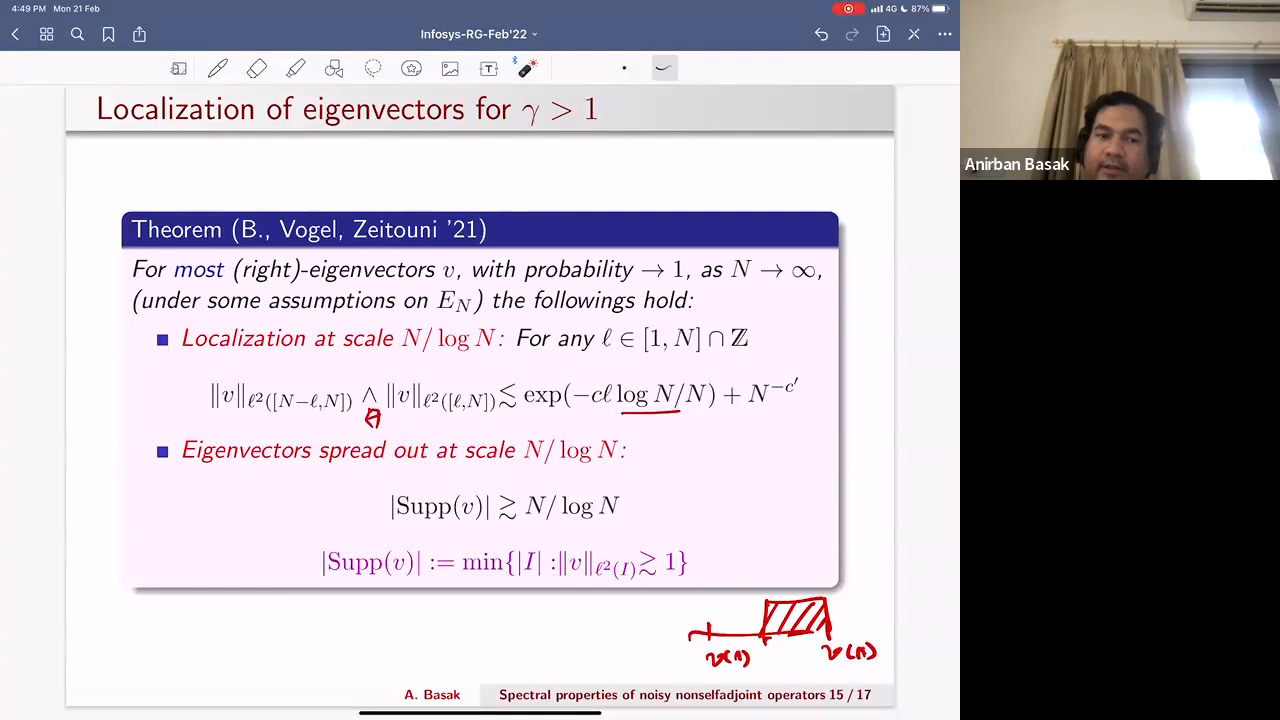 4:49 PM Mon 21 Feb
4G 87%
Infosys-RG-Feb'22
Localization of eigenvectors for γ > 1
Theorem (B., Vogel, Zeitouni '21)
For most (right)-eigenvectors v, with probability → 1, as N → ∞,
(under some assumptions on E_N) the followings hold:
Localization at scale N/ log N: For any ℓ ∈ [1, N] ∩ ℤ
‖v‖_{ℓ²([N−ℓ,N])} ∧ ‖v‖_{ℓ²([ℓ,N])} ≲ exp(−cℓ log N/N) + N^{−c′}
Eigenvectors spread out at scale N/ log N:
|Supp(v)| ≳ N/ log N
|Supp(v)| := min{|I| : ‖v‖_{ℓ²(I)} ≳ 1}
A. Basak Spectral properties of noisy nonselfadjoint operators 15 / 17
Anirban Basak